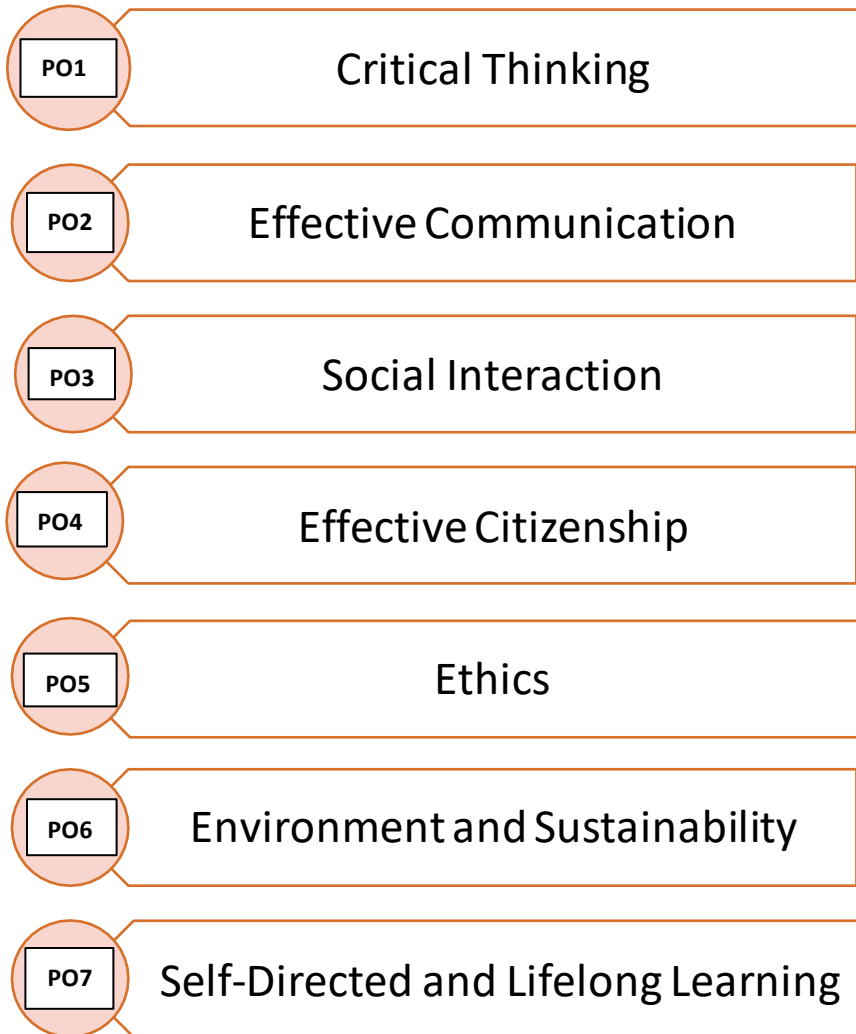 PO1
Critical Thinking
PO2
Effective Communication
PO3
Social Interaction
PO4
Effective Citizenship
PO5
Ethics
PO6
Environment and Sustainability
PO7
Self-Directed and Lifelong Learning